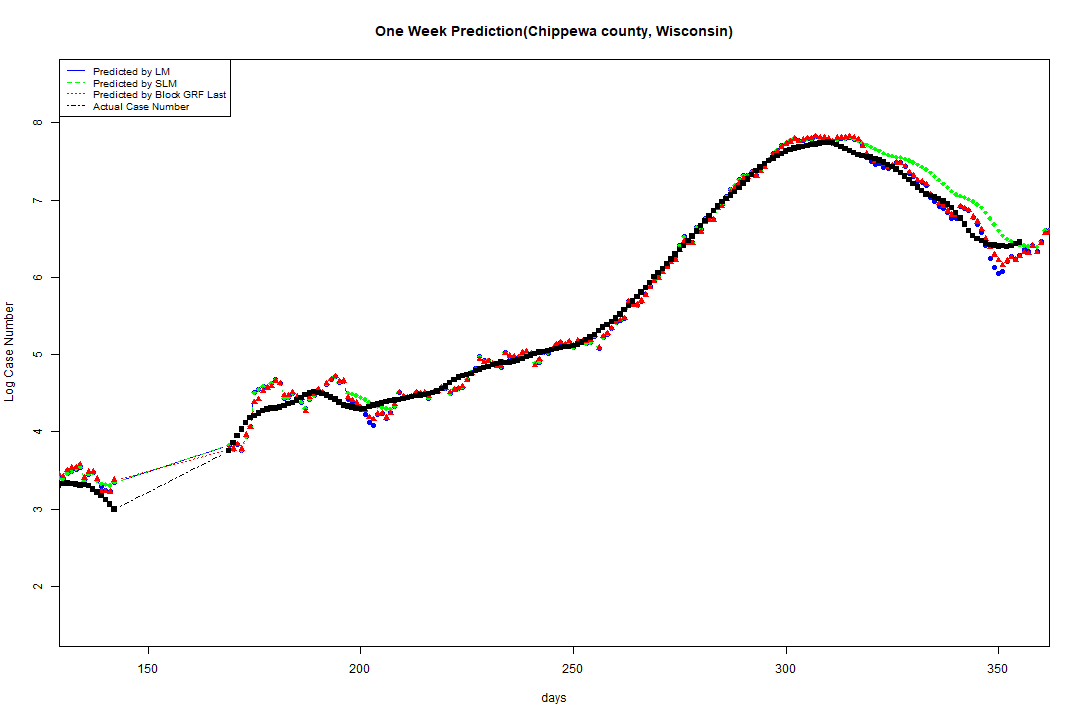 One Week Prediction(Chippewa county, Wisconsin)
Predicted by LM
Predicted by SLM
Predicted by Block GRF Last
Actual Case Number
Log Case Number
8
7
6
5
4
3
2
150 200 250 300 350
days